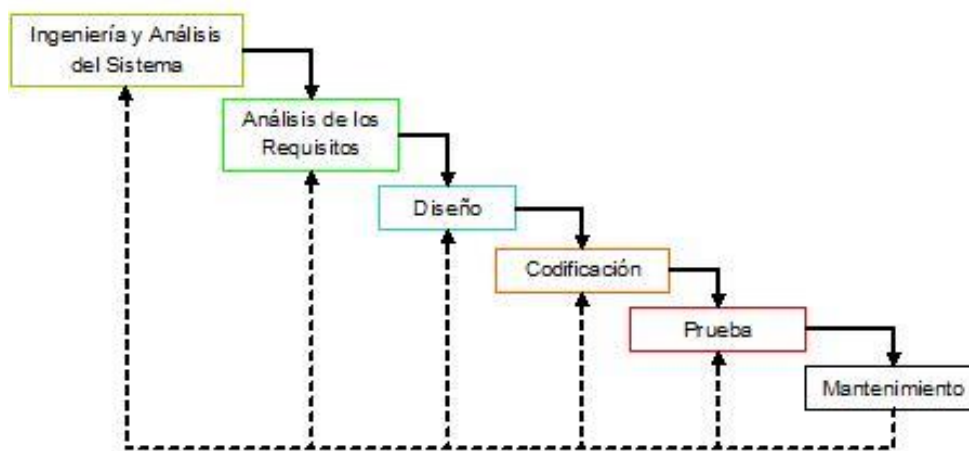 Ingeniería y Análisis
del Sistema
Análisis de los
Requisitos
Diseño
Codificación
Prueba
Mantenimiento